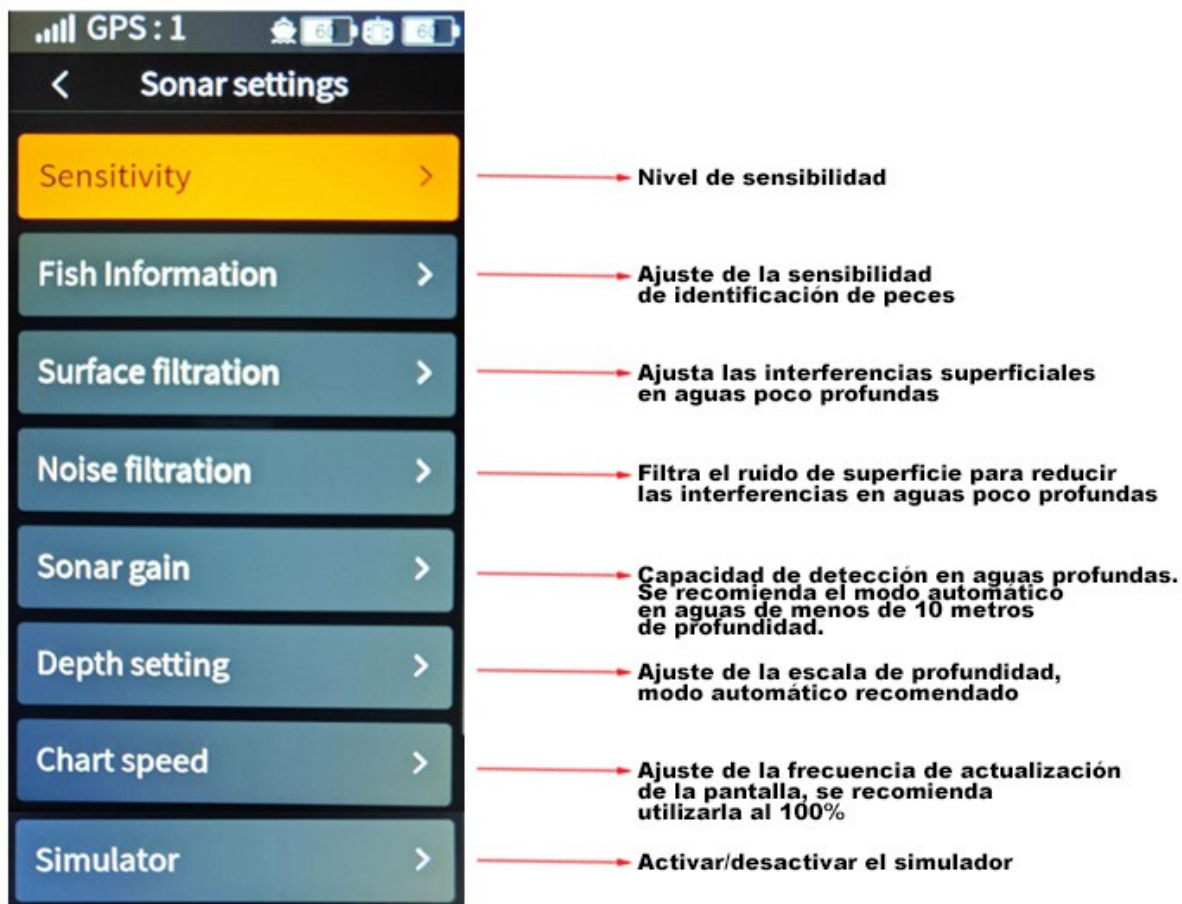 GPS : 1 60 60
Sonar settings
Sensitivity
Nivel de sensibilidad
Fish Information
Ajuste de la sensibilidad
de identificación de peces
Surface filtration
Ajusta las interferencias superficiales
en aguas poco profundas
Noise filtration
Filtra el ruido de superficie para reducir
las interferencias en aguas poco profundas
Sonar gain
Capacidad de detección en aguas profundas.
Se recomienda el modo automático
en aguas de menos de 10 metros
de profundidad.
Depth setting
Ajuste de la escala de profundidad,
modo automático recomendado
Chart speed
Ajuste de la frecuencia de actualización
de la pantalla, se recomienda
utilizarla al 100%
Simulator
Activar/desactivar el simulador